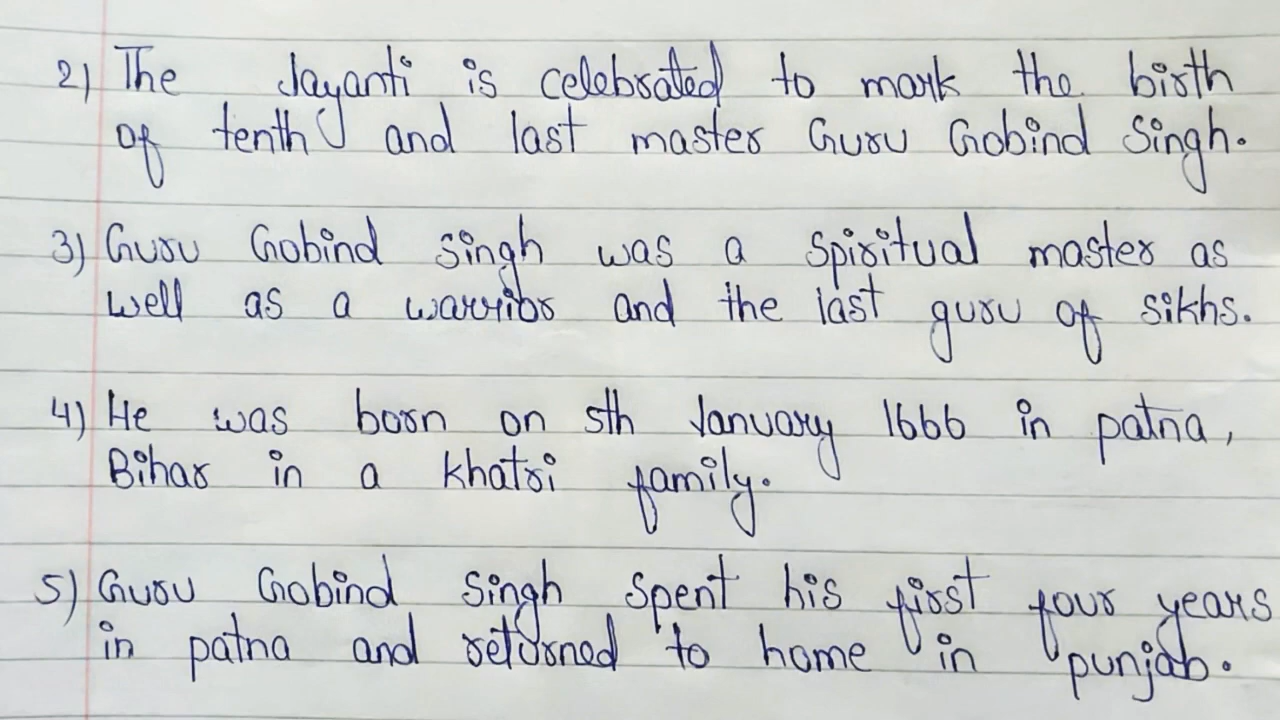 2) The Jayanti is celebrated to mark the birth
of tenth and last master Guru Gobind Singh.
3) Guru Gobind Singh was a spiritual master as
well as a warrior and the last guru of sikhs.
4) He was born on 5th January 1666 in patna,
Bihar in a khatri family.
5) Guru Gobind Singh spent his first four years
in patna and returned to home in punjab.